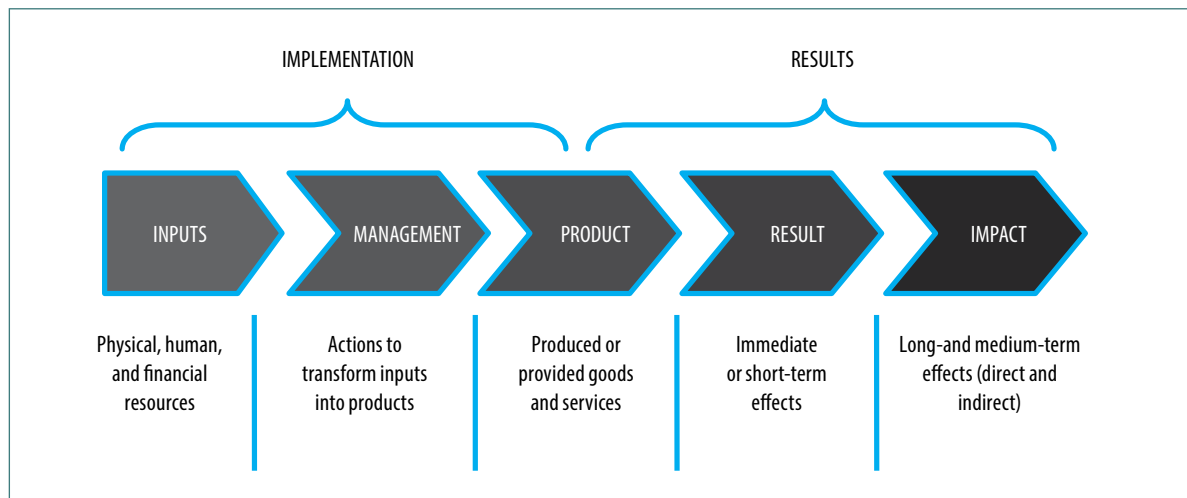 IMPLEMENTATION
RESULTS
INPUTS
MANAGEMENT
PRODUCT
RESULT
IMPACT
Physical, human,
and financial
resources
Actions to
transform inputs
into products
Produced or
provided goods
and services
Immediate
or short-term
effects
Long-and medium-term
effects (direct and
indirect)